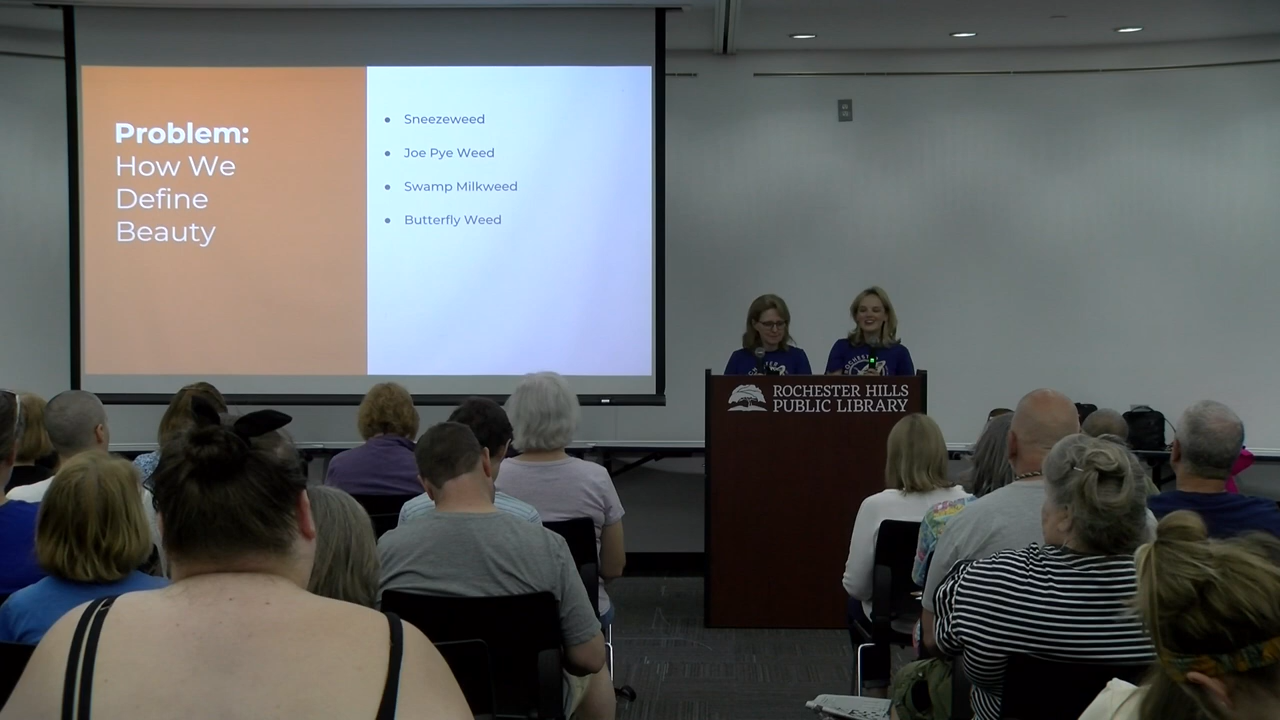 Problem:
How We
Define
Beauty
• Sneezeweed
• Joe Pye Weed
• Swamp Milkweed
• Butterfly Weed
ROCHESTER HILLS
PUBLIC LIBRARY